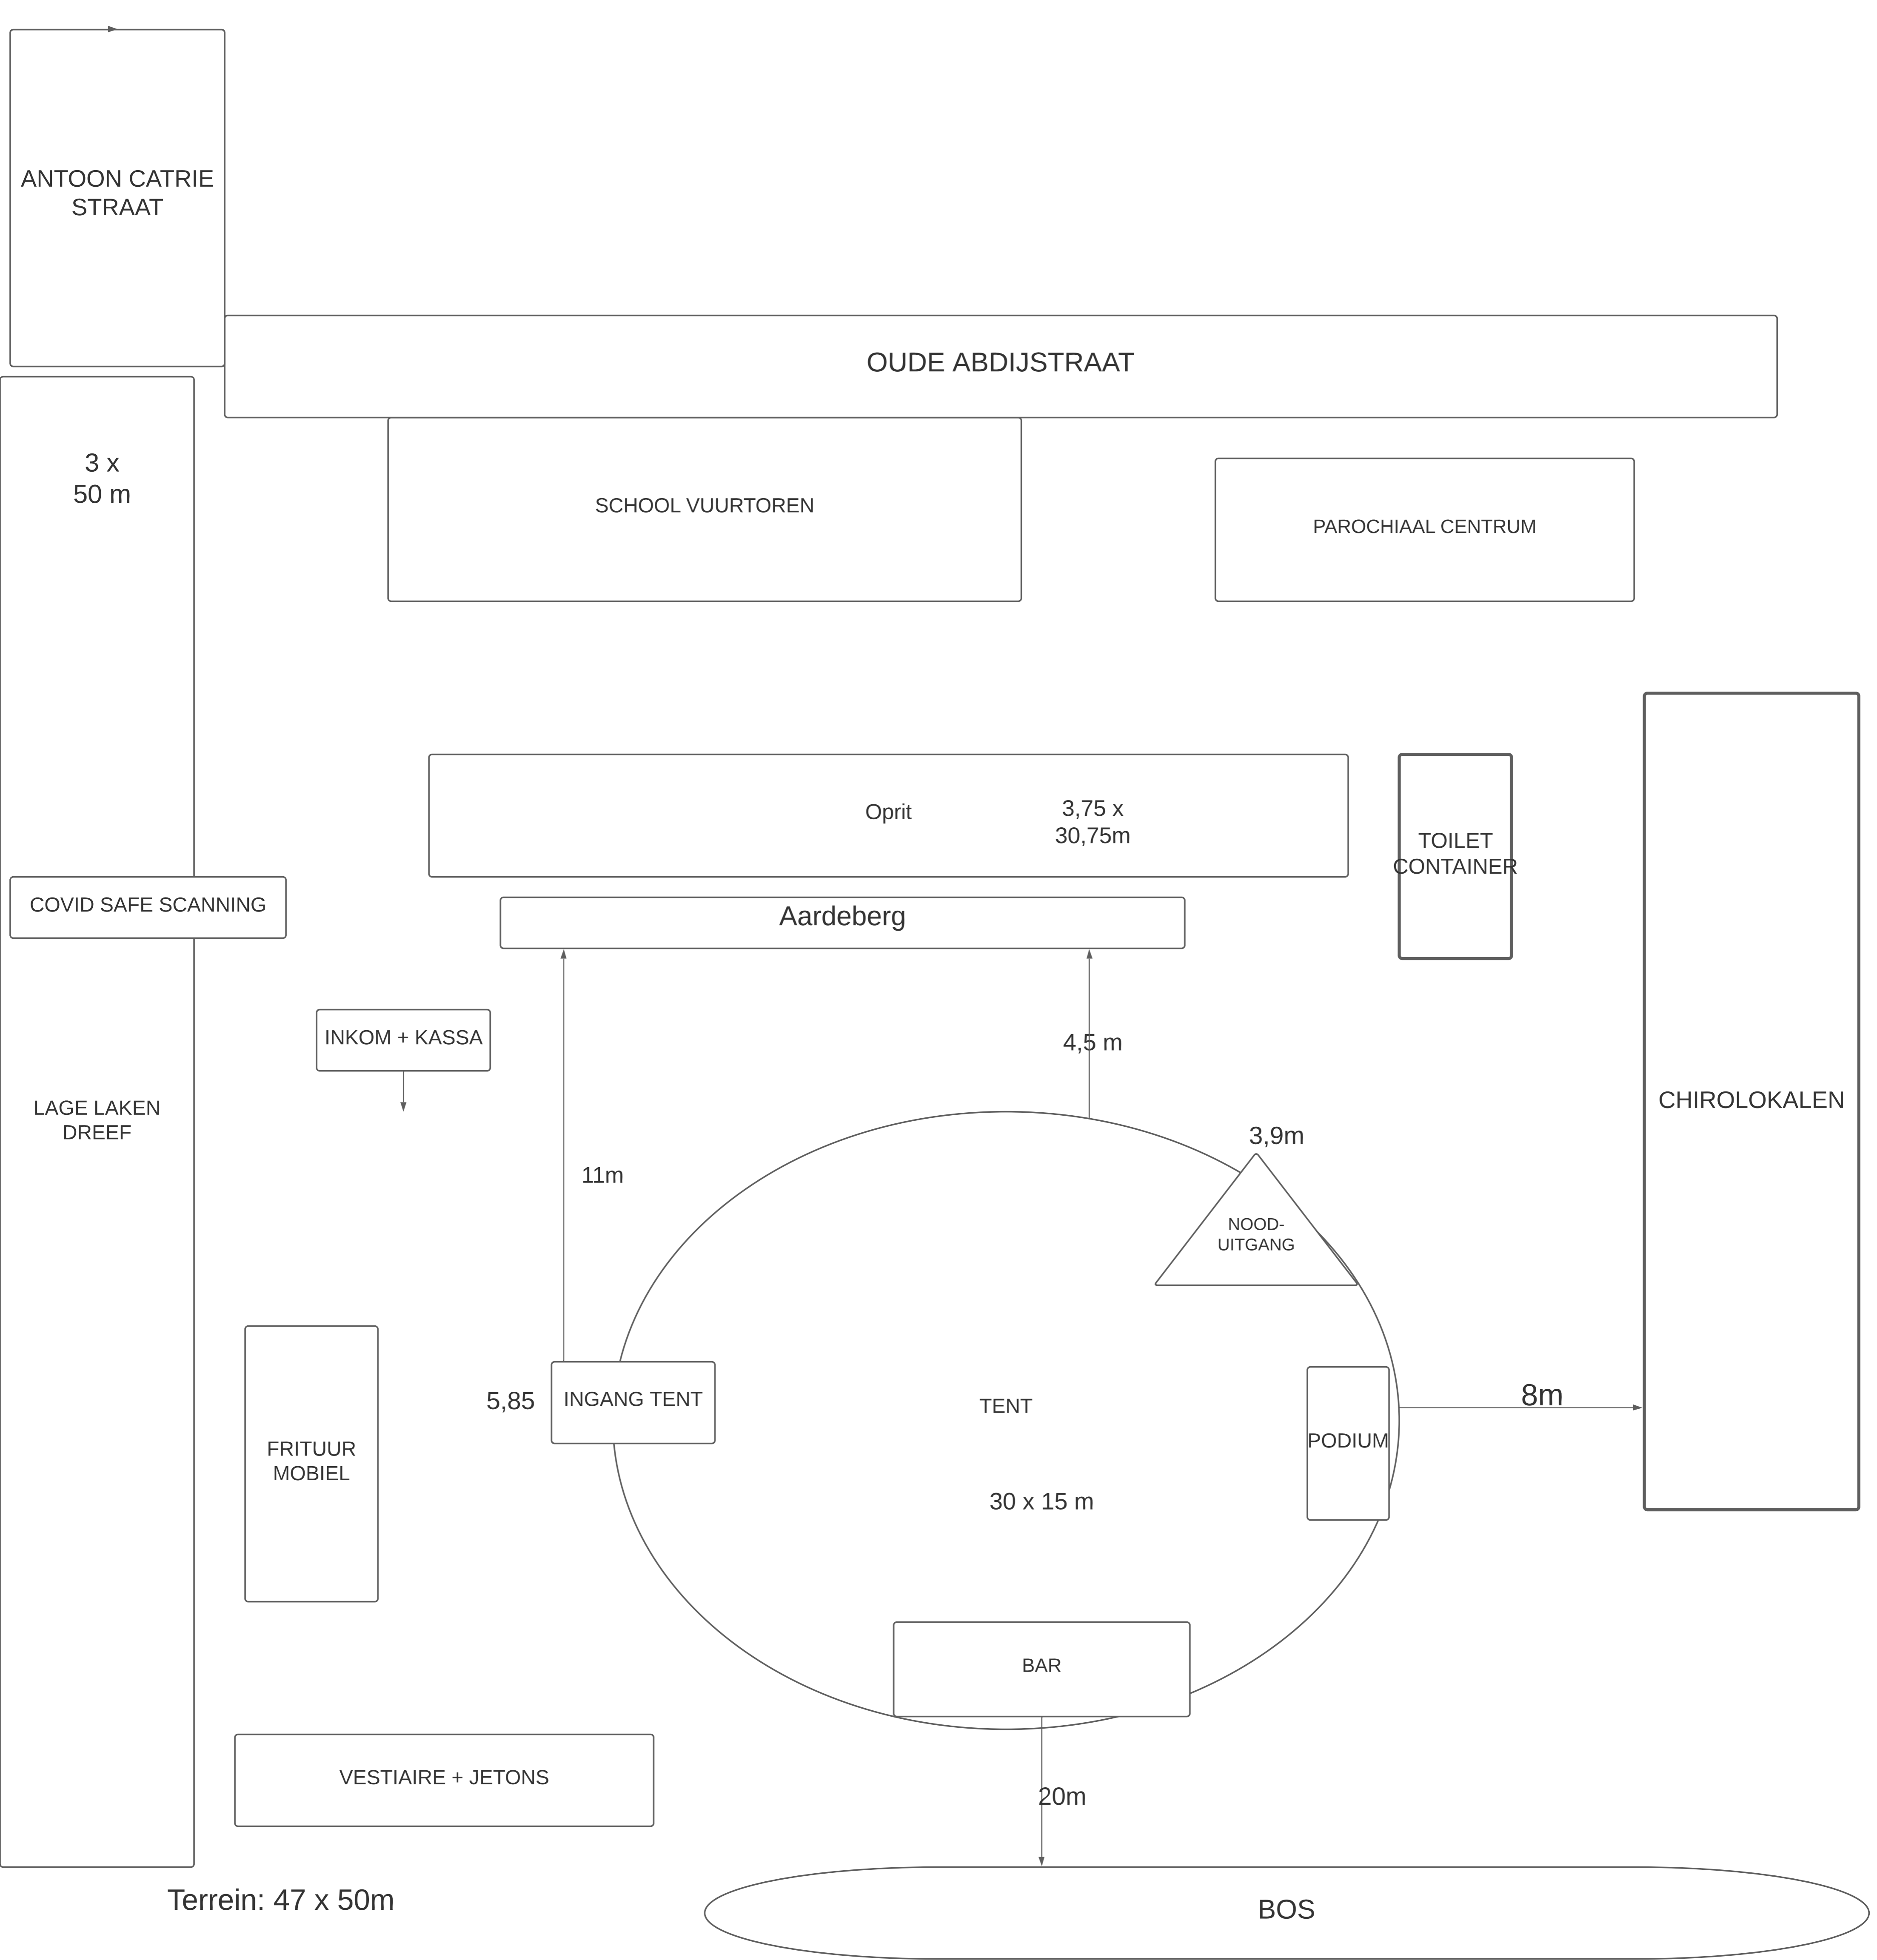 ANTOON CATRIE
STRAAT
OUDE ABDIJSTRAAT
3 x
50 m
SCHOOL VUURTOREN
PAROCHIAAL CENTRUM
Oprit
3,75 x
30,75m
TOILET
CONTAINER
COVID SAFE SCANNING
Aardeberg
INKOM + KASSA
4,5 m
LAGE LAKEN
DREEF
CHIROLOKALEN
3,9m
11m
NOOD-
UITGANG
5,85
INGANG TENT
TENT
8m
PODIUM
FRITUUR
MOBIEL
30 x 15 m
BAR
VESTIAIRE + JETONS
20m
Terrein: 47 x 50m
BOS